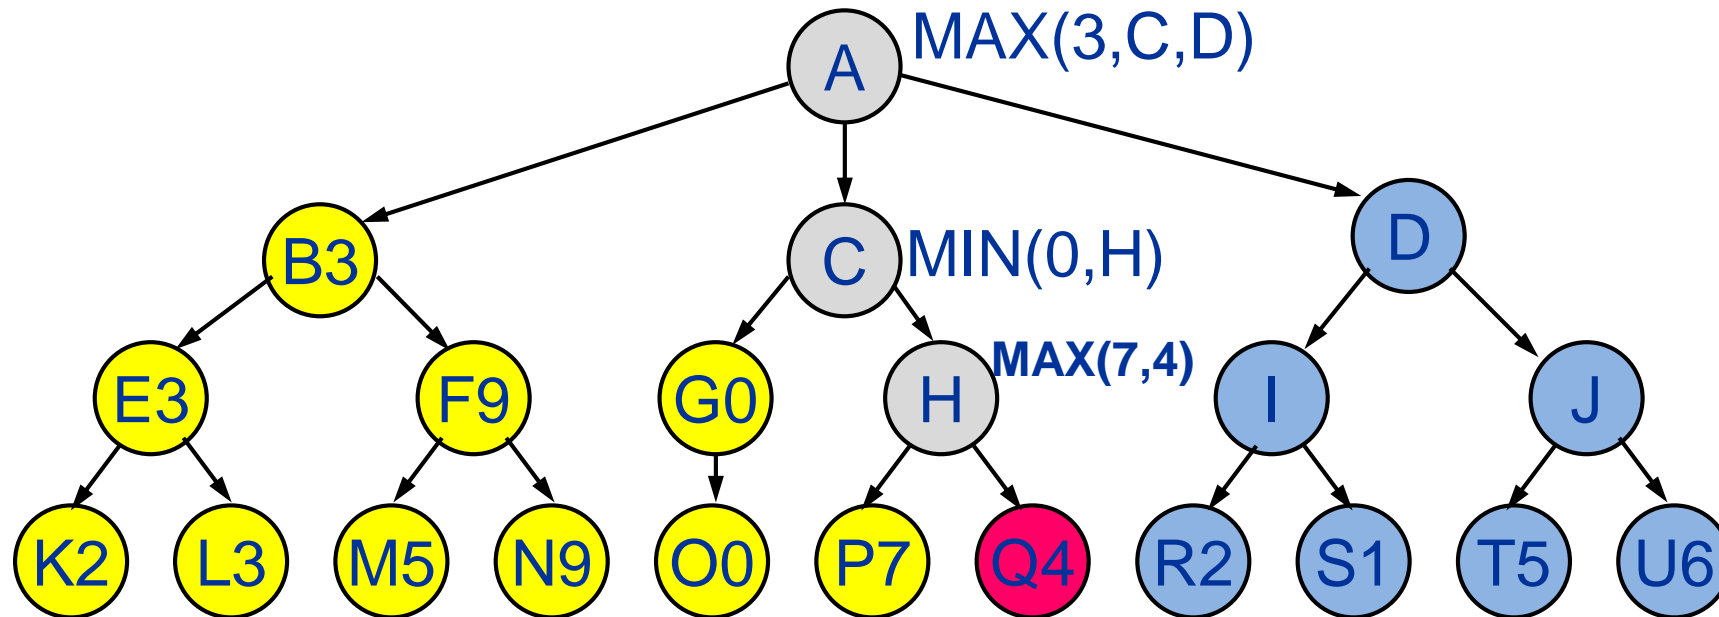 A MAX(3,C,D)
B3 C MIN(0,H) D
E3 F9 G0 H MAX(7,4) I J
K2 L3 M5 N9 O0 P7 Q4 R2 S1 T5 U6